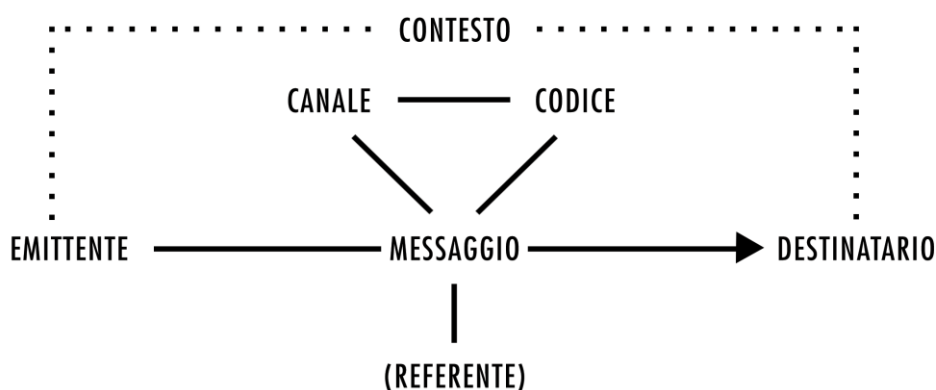 CONTESTO
CANALE CODICE
EMITTENTE MESSAGGIO DESTINATARIO
(REFERENTE)